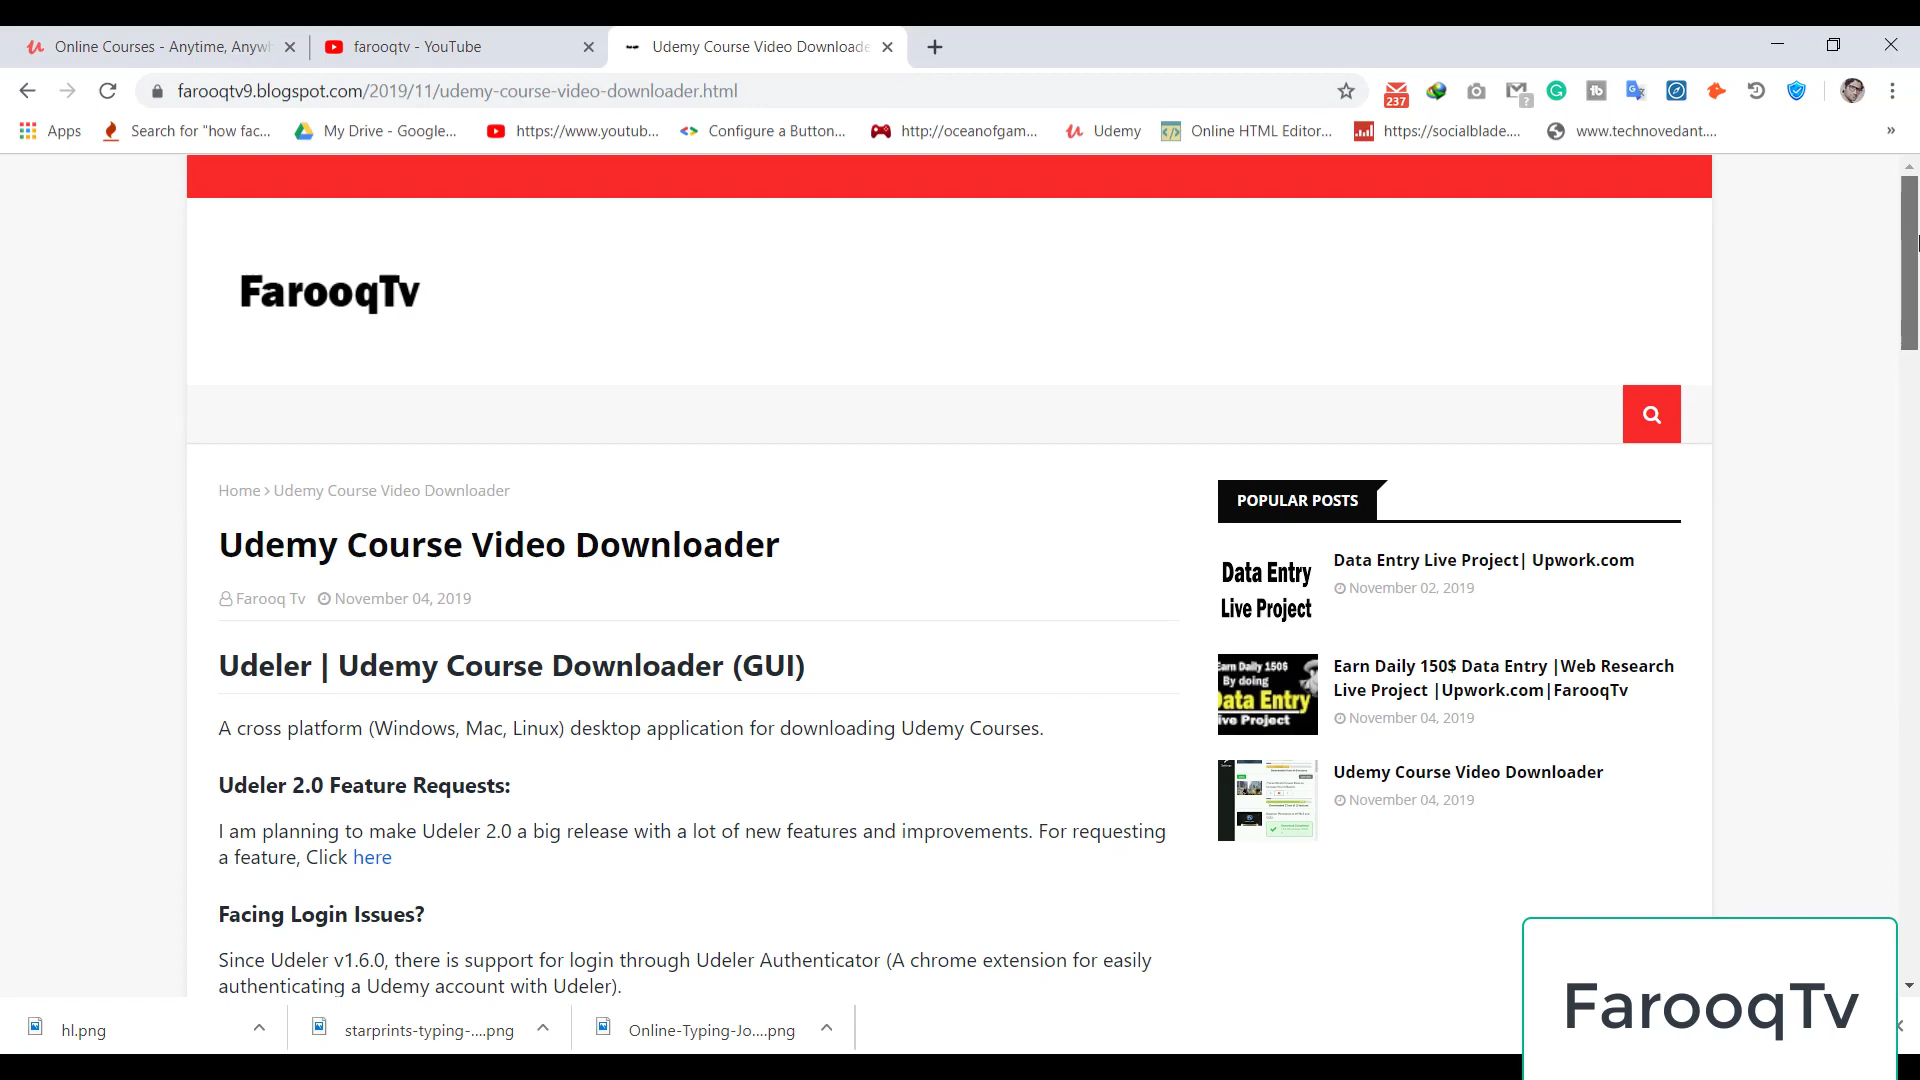 Online Courses - Anytime, Anywh
farooqtv - YouTube
Udemy Course Video Downloade
farooqtv9.blogspot.com/2019/11/udemy-course-video-downloader.html
237
Apps
Search for "how fac...
My Drive - Google...
https://www.youtub...
Configure a Button...
http://oceanofgam...
Udemy
Online HTML Editor...
https://socialblade....
www.technovedant....
FarooqTv
Home > Udemy Course Video Downloader
Udemy Course Video Downloader
Farooq Tv November 04, 2019
Udeler | Udemy Course Downloader (GUI)
A cross platform (Windows, Mac, Linux) desktop application for downloading Udemy Courses.
Udeler 2.0 Feature Requests:
I am planning to make Udeler 2.0 a big release with a lot of new features and improvements. For requesting
a feature, Click here
Facing Login Issues?
Since Udeler v1.6.0, there is support for login through Udeler Authenticator (A chrome extension for easily
authenticating a Udemy account with Udeler).
POPULAR POSTS
Data Entry
Live Project
Data Entry Live Project| Upwork.com
November 02, 2019
Earn Daily 150$
By doing
Data Entry
Live Project
Earn Daily 150$ Data Entry |Web Research
Live Project |Upwork.com|FarooqTv
November 04, 2019
Udemy Course Video Downloader
November 04, 2019
hl.png
starprints-typing-....png
Online-Typing-Jo....png
FarooqTv